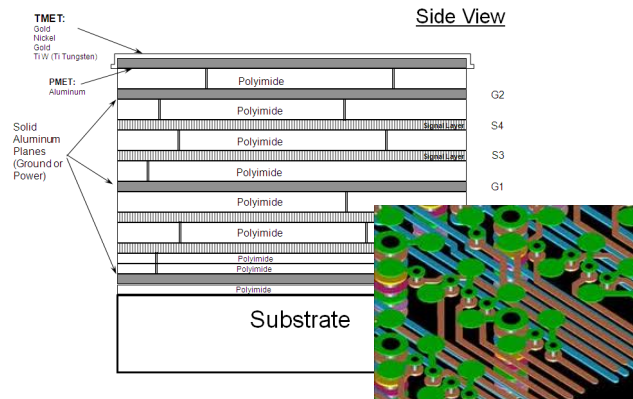 Side View
TMET:
Gold
Nickel
Gold
Ti W (Ti Tungsten)
PMET:
Aluminum
Polyimide
G2
Polyimide
Signal Layer
S4
Solid
Aluminum
Planes
(Ground or
Power)
Polyimide
Signal Layer
S3
Polyimide
G1
Polyimide
Polyimide
Polyimide
Polyimide
Polyimide
Substrate